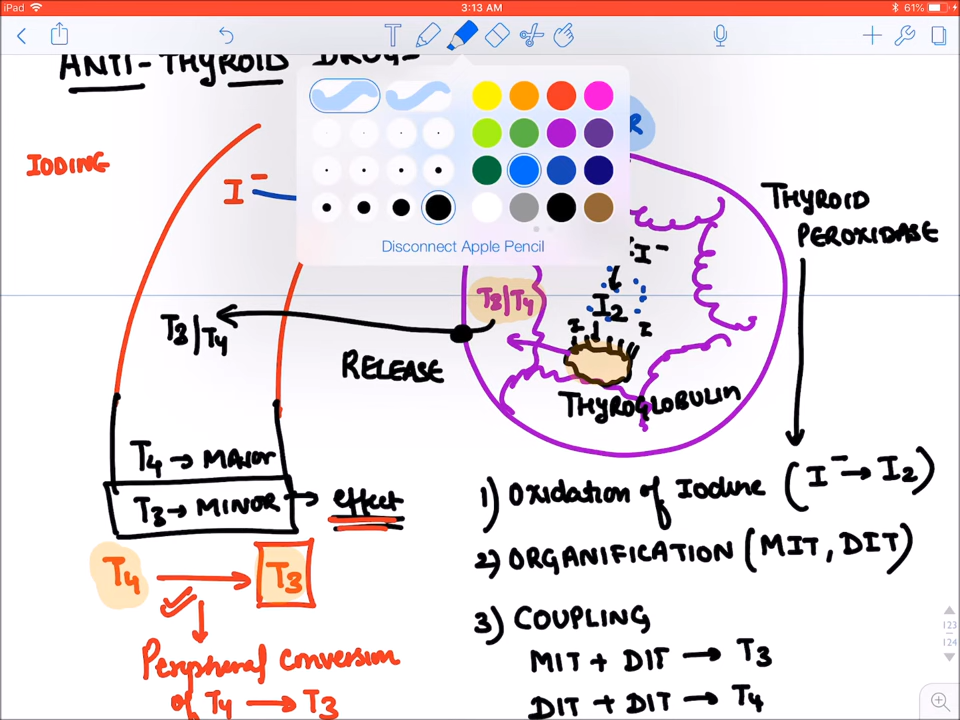 iPad
3:13 AM
61%
T
ANTI-THYROID DRUG
Disconnect Apple Pencil
R
IODINE
I⁻
THYROID
PEROXIDASE
I⁻
I₂
I I
T3/T4
T3/T4
RELEASE
THYROGLOBULIN
T4 → MAJOR
T3 → MINOR → effect
T4 → T3
Peripheral conversion
of T4 → T3
1) Oxidation of Iodine (I⁻ → I₂)
2) ORGANIFICATION (MIT, DIT)
3) COUPLING
MIT + DIT → T3
DIT + DIT → T4
123
124